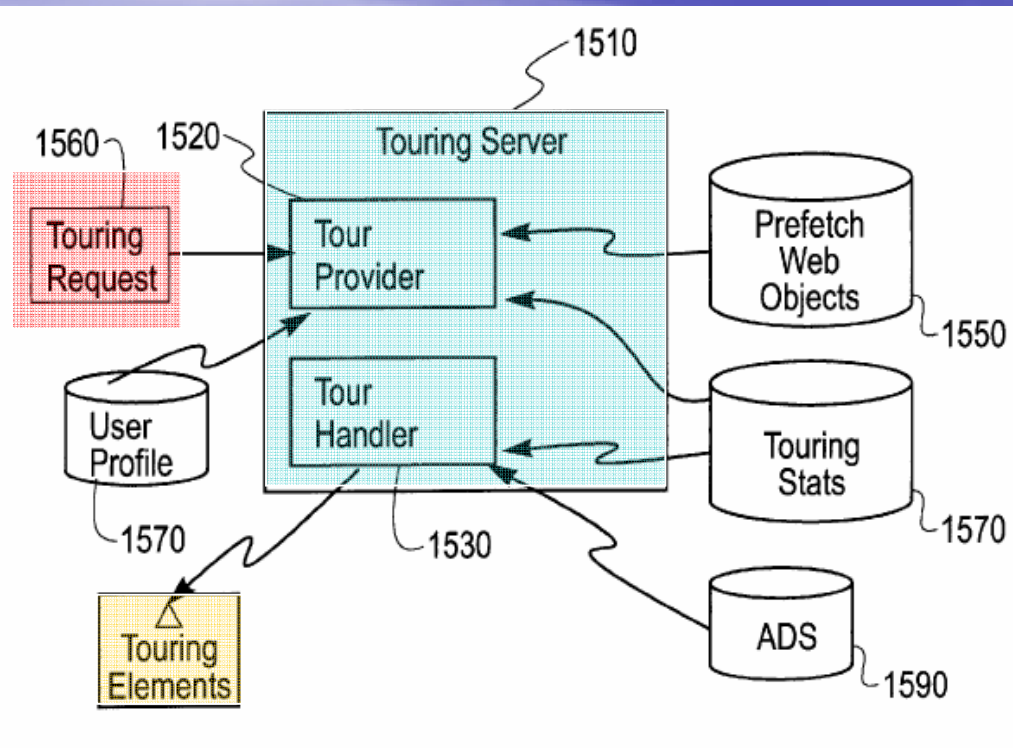 1510
1560
1520
Touring Server
Touring
Request
Tour
Provider
Prefetch
Web
Objects
1550
User
Profile
1570
Tour
Handler
1530
Touring
Stats
1570
Touring
Elements
ADS
1590